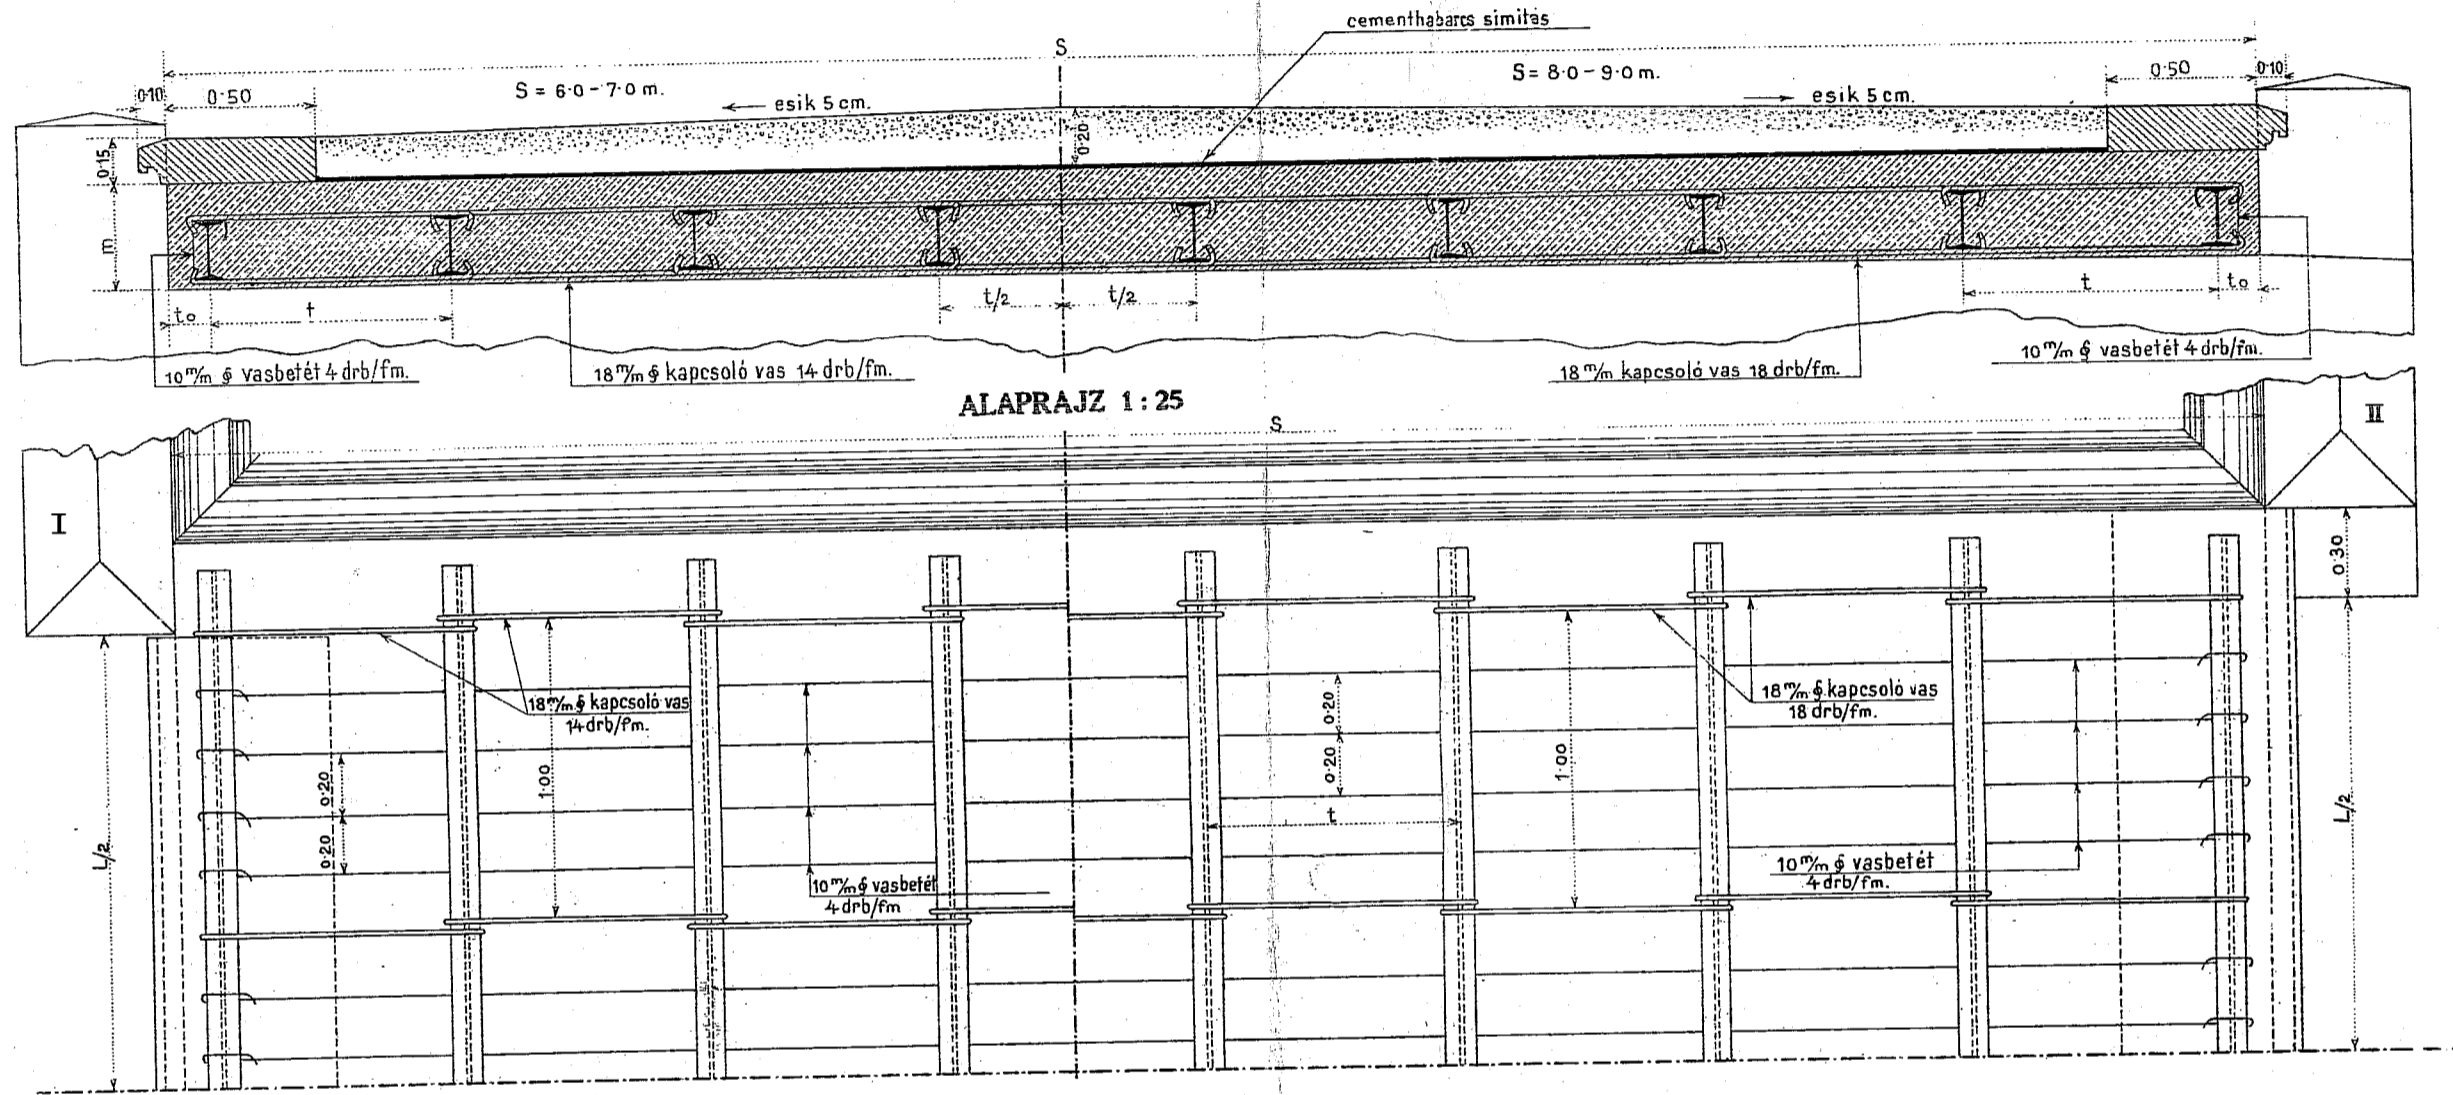 cementhabarcs simítás
S
0·10
0·50
S = 6·0 - 7·0 m.
esik 5 cm.
S = 8·0 - 9·0 m.
esik 5 cm.
0·50
0·10
0·15
0·20
m
t₀
t
t/2
t/2
t
t₀
10 m/m ϕ vasbetét 4 drb/fm.
18 m/m ϕ kapcsoló vas 14 drb/fm.
18 m/m kapcsoló vas 18 drb/fm.
10 m/m ϕ vasbetét 4 drb/fm.
ALAPRAJZ 1 : 25
S
I
II
0·30
18 m/m ϕ kapcsoló vas
14 drb/fm.
18 m/m ϕ kapcsoló vas
18 drb/fm.
0·20
0·20
1·00
0·20
0·20
1·00
t
L/2
L/2
10 m/m ϕ vasbetét
4 drb/fm
10 m/m ϕ vasbetét
4 drb/fm.